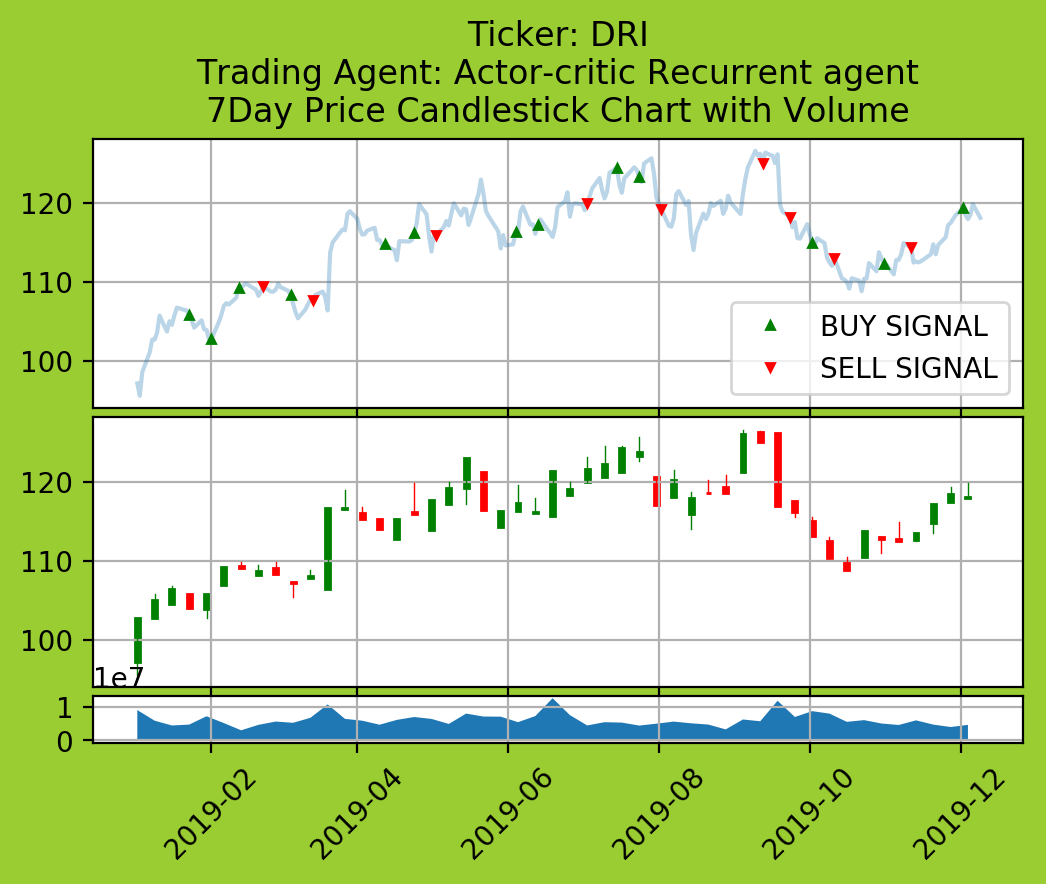 Ticker: DRI
Trading Agent: Actor-critic Recurrent agent
7Day Price Candlestick Chart with Volume
120
110
100
BUY SIGNAL
SELL SIGNAL
120
110
100
1e7
1
0
2019-02
2019-04
2019-06
2019-08
2019-10
2019-12